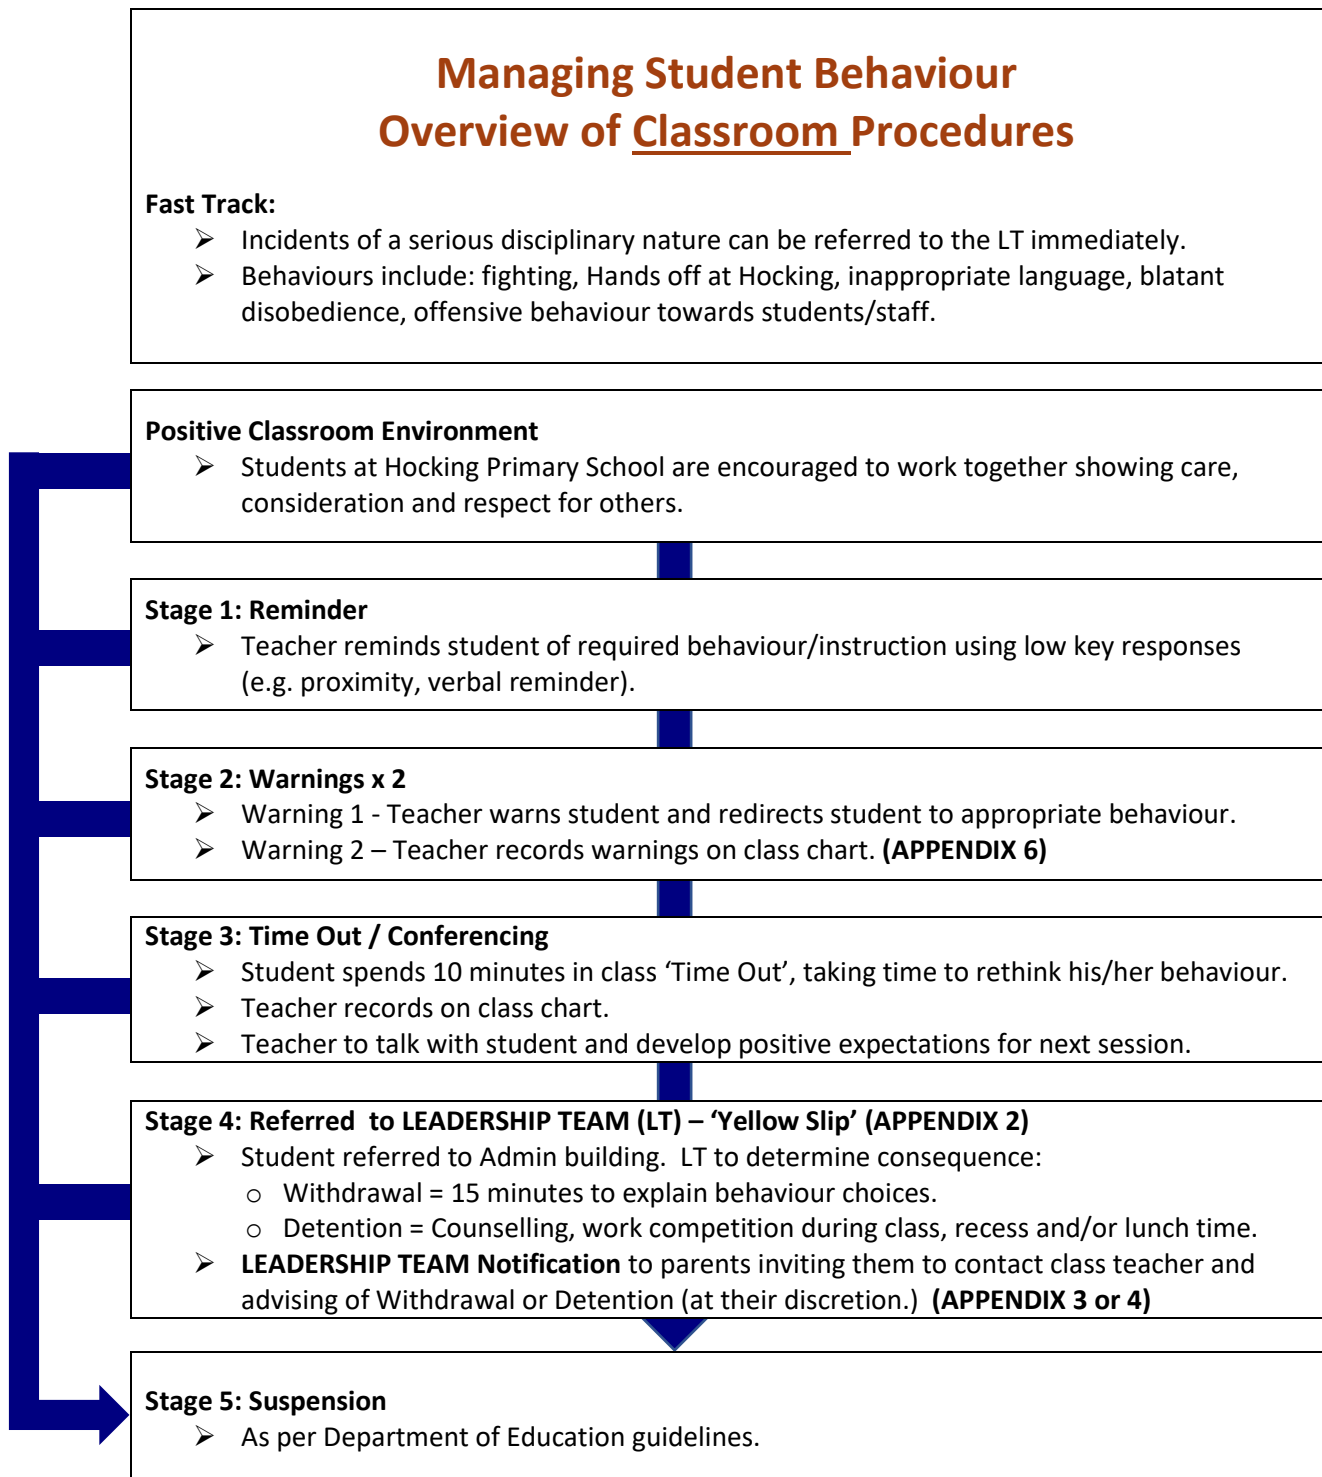 Managing Student Behaviour
Overview of Classroom Procedures
Fast Track:
➢ Incidents of a serious disciplinary nature can be referred to the LT immediately.
➢ Behaviours include: fighting, Hands off at Hocking, inappropriate language, blatant
disobedience, offensive behaviour towards students/staff.
Positive Classroom Environment
➢ Students at Hocking Primary School are encouraged to work together showing care,
consideration and respect for others.
Stage 1: Reminder
➢ Teacher reminds student of required behaviour/instruction using low key responses
(e.g. proximity, verbal reminder).
Stage 2: Warnings x 2
➢ Warning 1 - Teacher warns student and redirects student to appropriate behaviour.
➢ Warning 2 – Teacher records warnings on class chart. (APPENDIX 6)
Stage 3: Time Out / Conferencing
➢ Student spends 10 minutes in class ‘Time Out’, taking time to rethink his/her behaviour.
➢ Teacher records on class chart.
➢ Teacher to talk with student and develop positive expectations for next session.
Stage 4: Referred to LEADERSHIP TEAM (LT) – ‘Yellow Slip’ (APPENDIX 2)
➢ Student referred to Admin building. LT to determine consequence:
o Withdrawal = 15 minutes to explain behaviour choices.
o Detention = Counselling, work competition during class, recess and/or lunch time.
➢ LEADERSHIP TEAM Notification to parents inviting them to contact class teacher and
advising of Withdrawal or Detention (at their discretion.) (APPENDIX 3 or 4)
Stage 5: Suspension
➢ As per Department of Education guidelines.